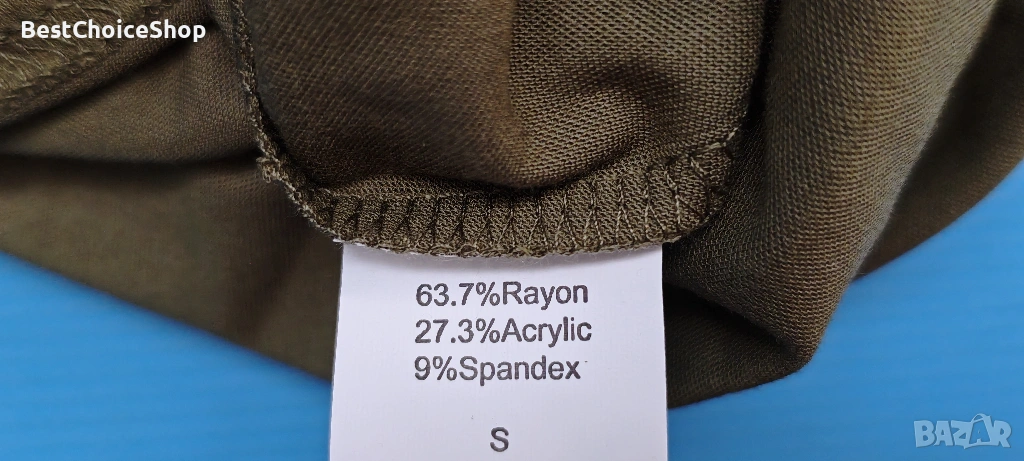 BestChoiceShop
63.7%Rayon
27.3%Acrylic
9%Spandex
S
BAZAR